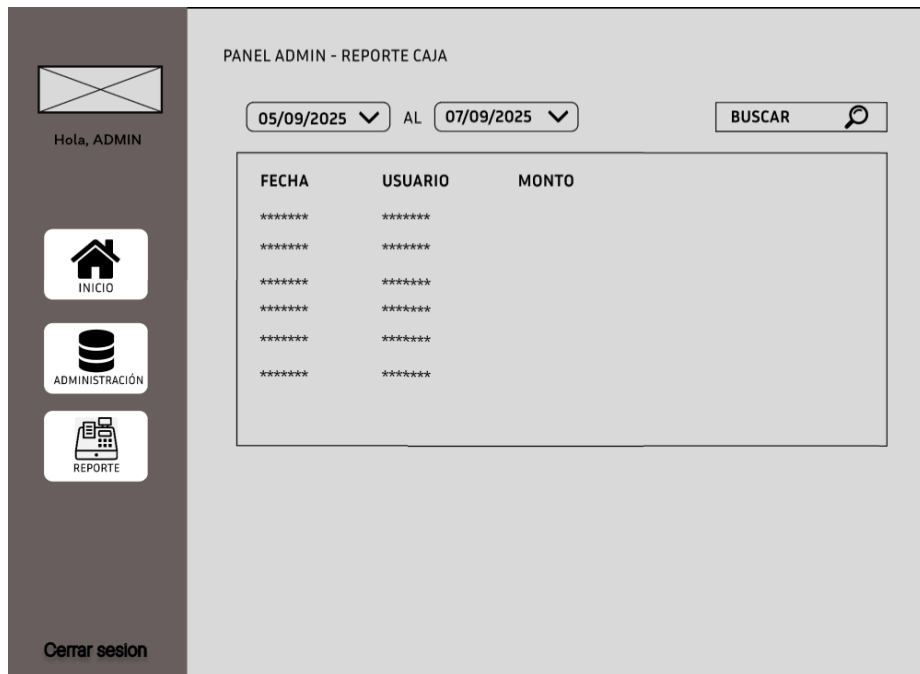 PANEL ADMIN - REPORTE CAJA
Hola, ADMIN
05/09/2025 AL 07/09/2025 BUSCAR
FECHA USUARIO MONTO
******* *******
******* *******
******* *******
******* *******
******* *******
******* *******
INICIO
ADMINISTRACIÓN
REPORTE
Cerrar sesion